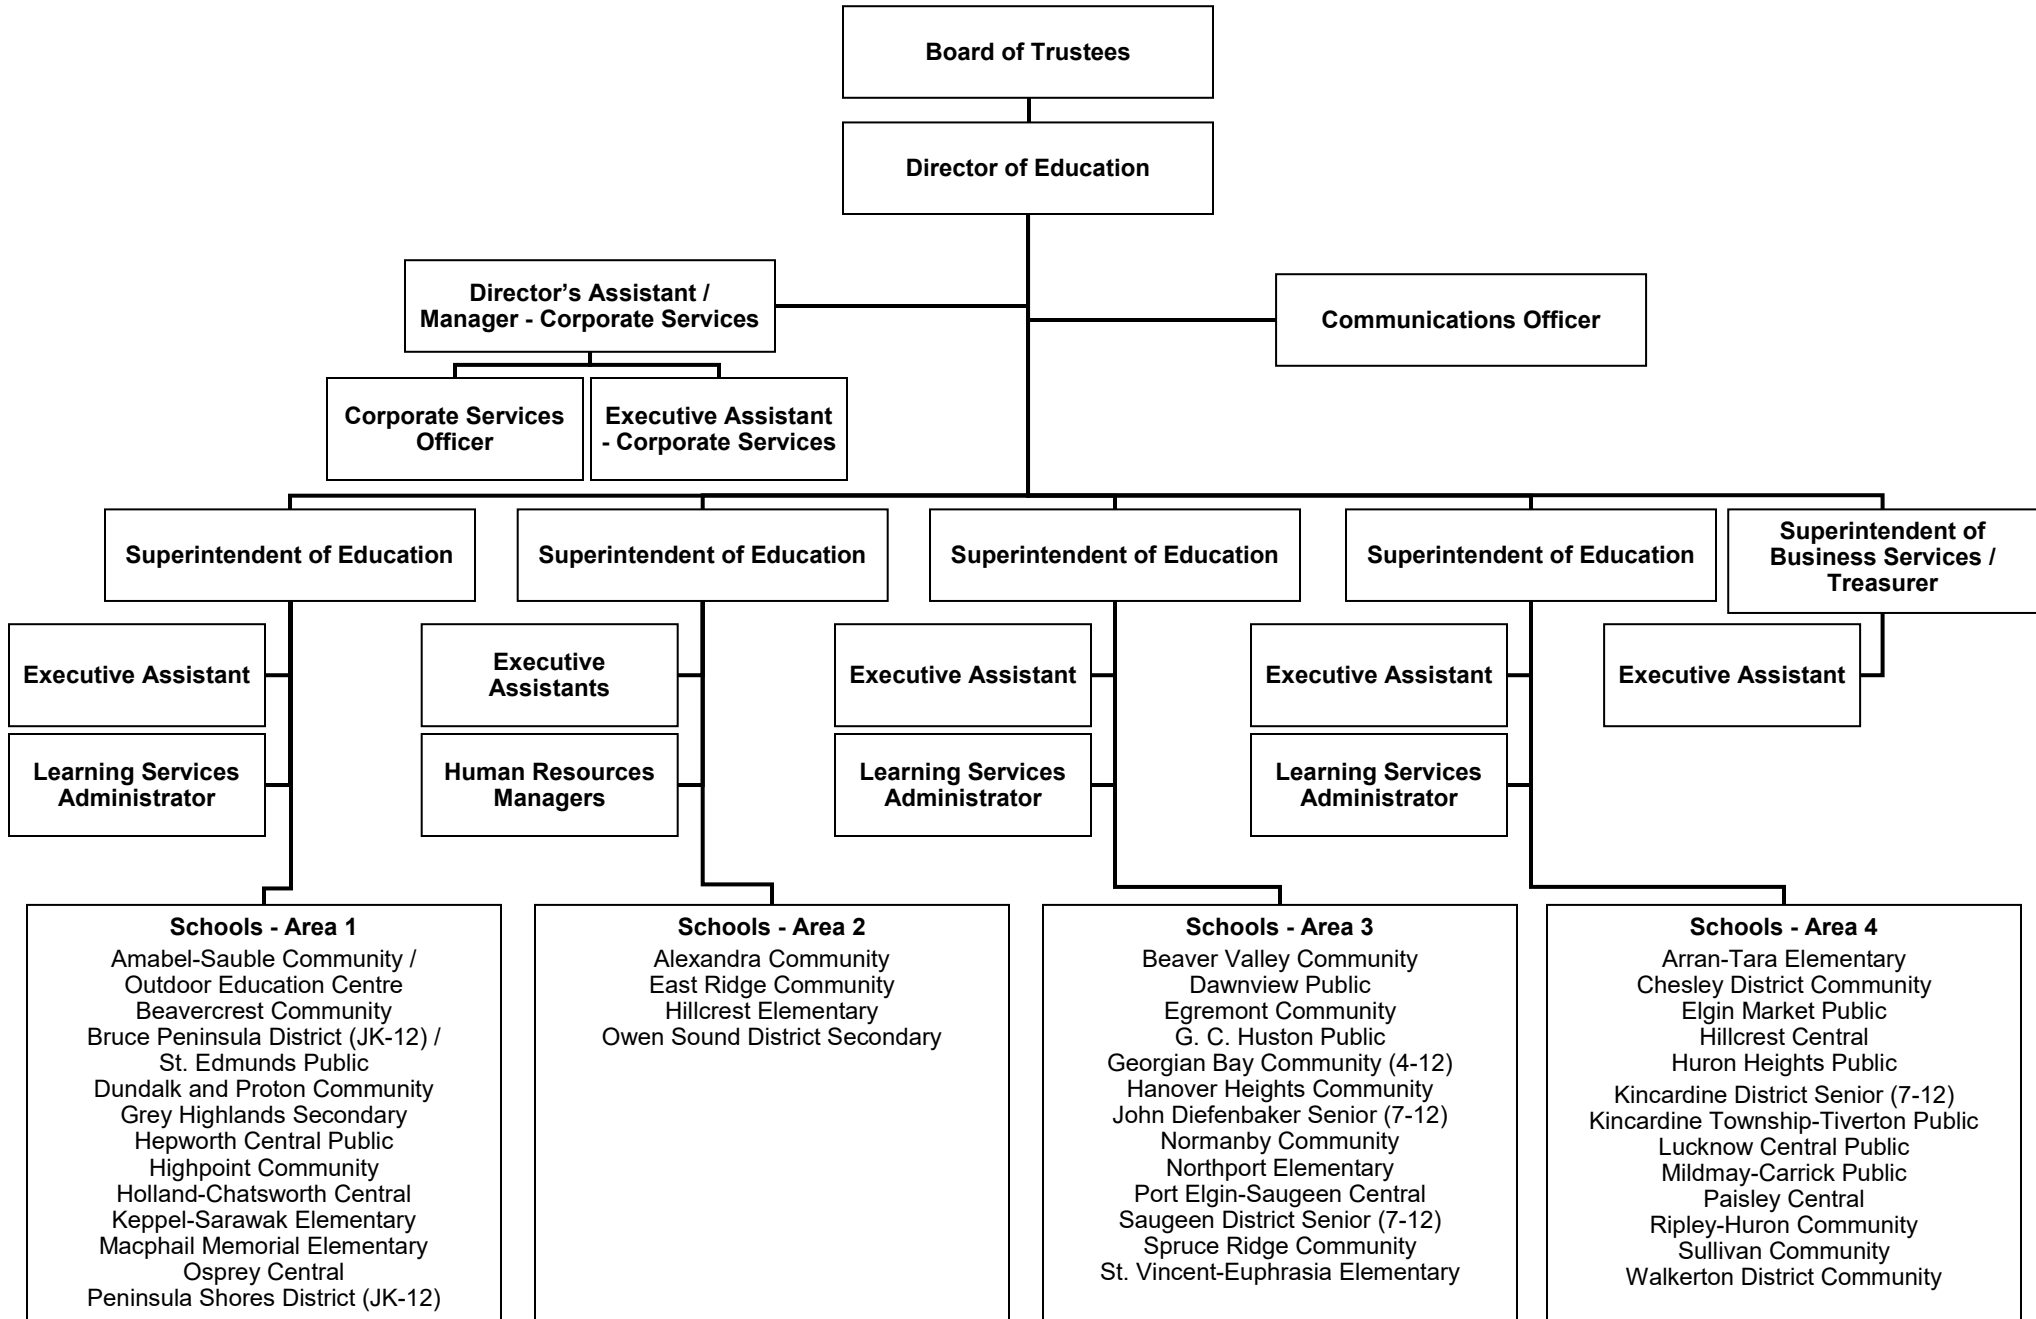 Board of Trustees
Director of Education
Director’s Assistant /
Manager - Corporate Services
Communications Officer
Corporate Services
Officer
Executive Assistant
- Corporate Services
Superintendent of Education
Superintendent of Education
Superintendent of Education
Superintendent of Education
Superintendent of
Business Services /
Treasurer
Executive Assistant
Executive
Assistants
Executive Assistant
Executive Assistant
Executive Assistant
Learning Services
Administrator
Human Resources
Managers
Learning Services
Administrator
Learning Services
Administrator
Schools - Area 1
Amabel-Sauble Community /
Outdoor Education Centre
Beavercrest Community
Bruce Peninsula District (JK-12) /
St. Edmunds Public
Dundalk and Proton Community
Grey Highlands Secondary
Hepworth Central Public
Highpoint Community
Holland-Chatsworth Central
Keppel-Sarawak Elementary
Macphail Memorial Elementary
Osprey Central
Peninsula Shores District (JK-12)
Schools - Area 2
Alexandra Community
East Ridge Community
Hillcrest Elementary
Owen Sound District Secondary
Schools - Area 3
Beaver Valley Community
Dawnview Public
Egremont Community
G. C. Huston Public
Georgian Bay Community (4-12)
Hanover Heights Community
John Diefenbaker Senior (7-12)
Normanby Community
Northport Elementary
Port Elgin-Saugeen Central
Saugeen District Senior (7-12)
Spruce Ridge Community
St. Vincent-Euphrasia Elementary
Schools - Area 4
Arran-Tara Elementary
Chesley District Community
Elgin Market Public
Hillcrest Central
Huron Heights Public
Kincardine District Senior (7-12)
Kincardine Township-Tiverton Public
Lucknow Central Public
Mildmay-Carrick Public
Paisley Central
Ripley-Huron Community
Sullivan Community
Walkerton District Community